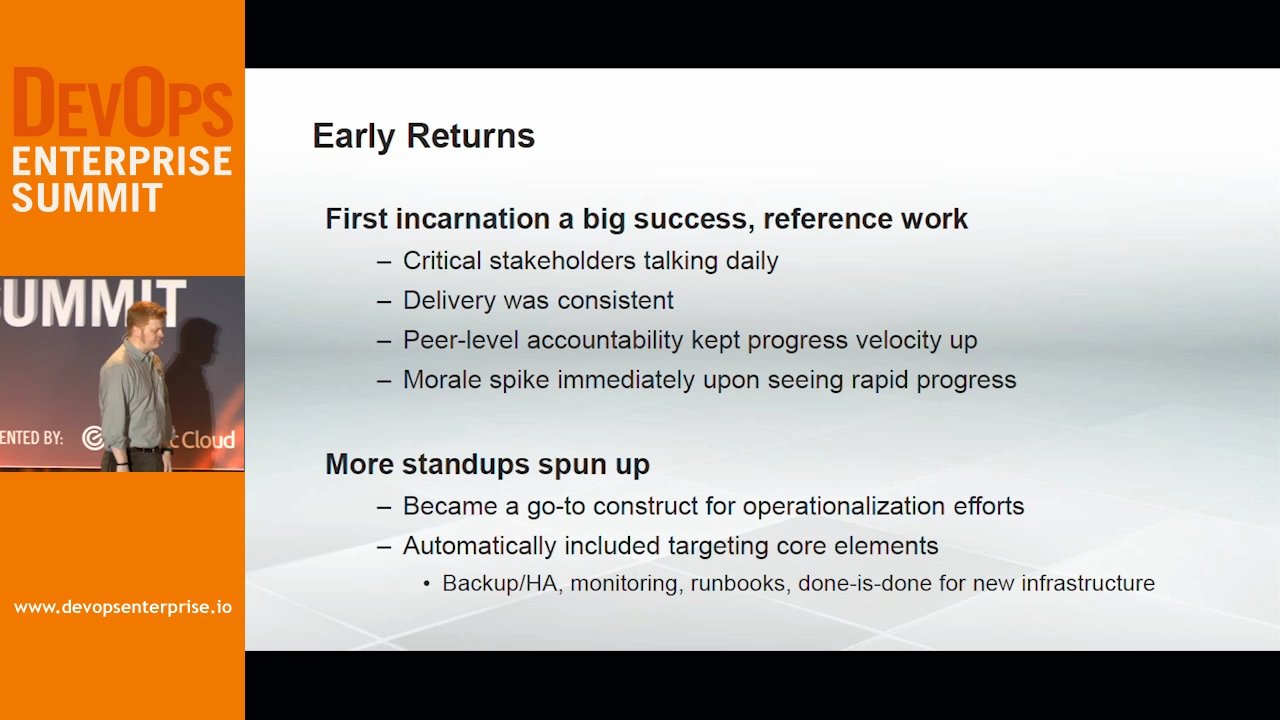 DEVOPS
ENTERPRISE
SUMMIT
SUMMIT
ENTED BY:
c Cloud
www.devopsenterprise.io
Early Returns
First incarnation a big success, reference work
– Critical stakeholders talking daily
– Delivery was consistent
– Peer-level accountability kept progress velocity up
– Morale spike immediately upon seeing rapid progress
More standups spun up
– Became a go-to construct for operationalization efforts
– Automatically included targeting core elements
• Backup/HA, monitoring, runbooks, done-is-done for new infrastructure